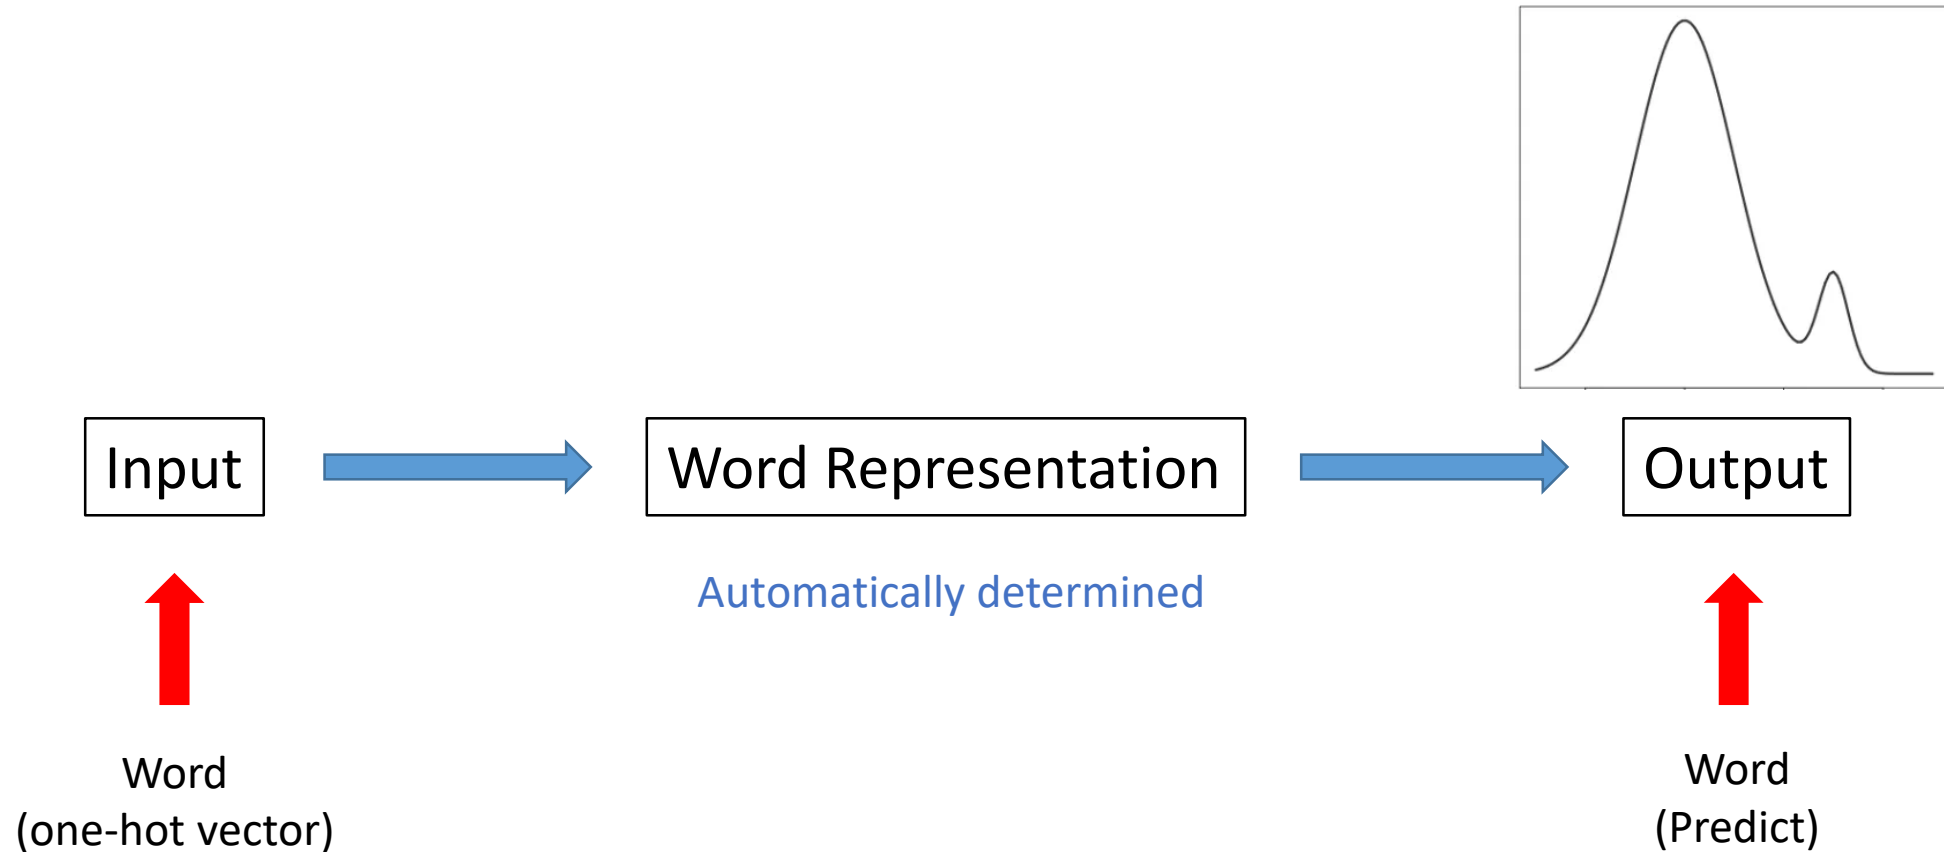 Input
Word Representation
Output
Automatically determined
Word
(one-hot vector)
Word
(Predict)